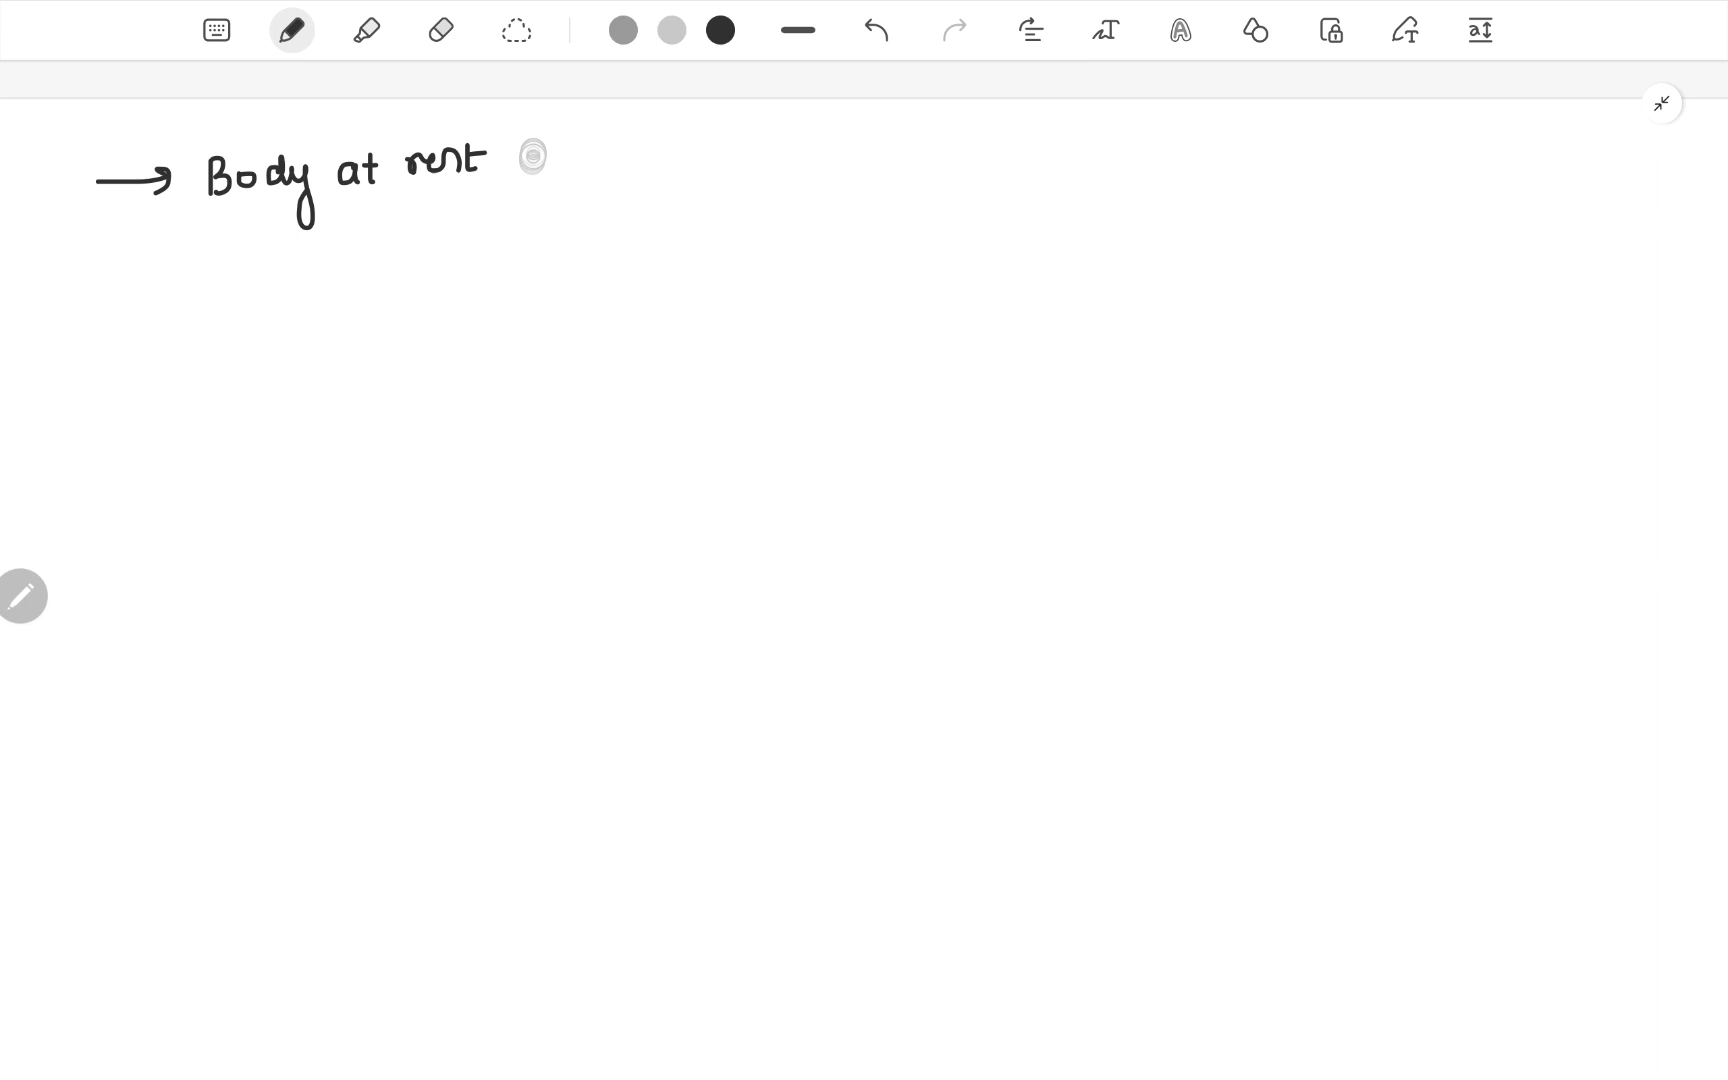 → Body at rest